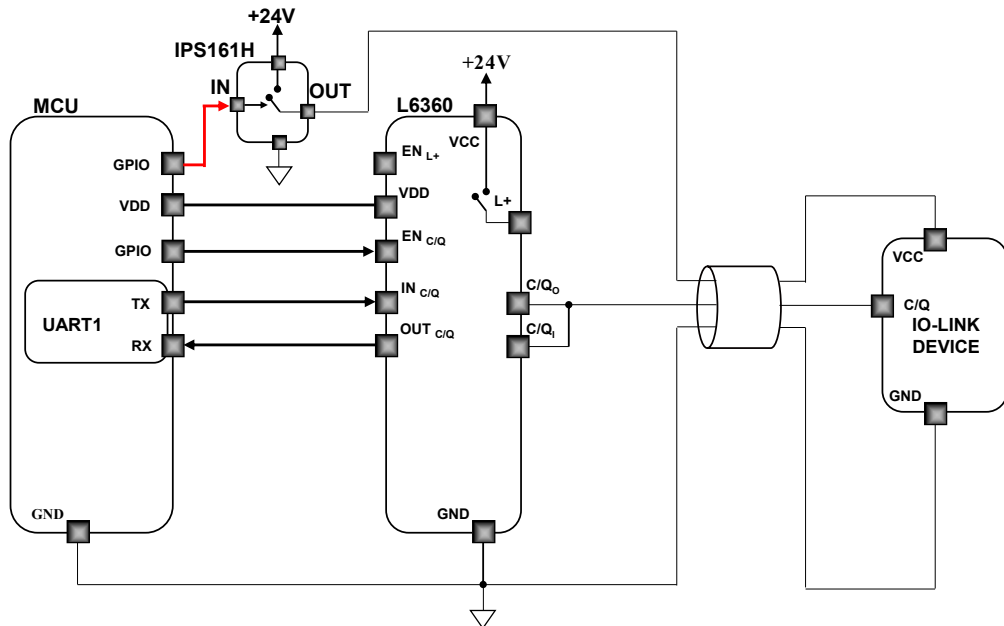 +24V
IPS161H
IN
OUT
+24V
MCU
L6360
VCC
GPIO
EN L+
VDD
VDD
L+
GPIO
EN C/Q
VCC
TX
IN C/Q
C/QO
C/Q
UART1
IO-LINK
DEVICE
RX
OUT C/Q
C/QI
GND
GND
GND